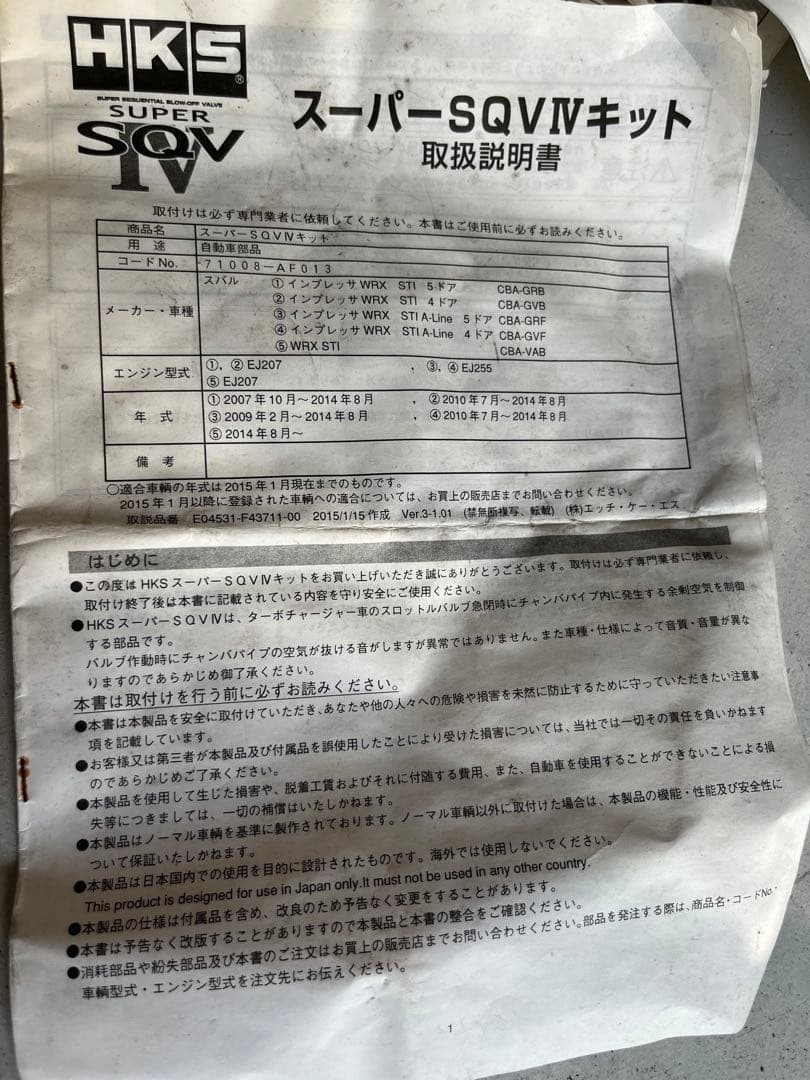 HKS®
SUPER SEQUENTIAL BLOW-OFF VALVE
SUPER
SQV
IV
スーパーSQVⅣキット
取扱説明書
取付けは必ず専門業者に依頼してください。本書はご使用前に必ずお読みください。
商品名 スーパーSQVⅣキット
用 途 自動車部品
コードNo. 71008-AF013
メーカー・車種 スバル ① インプレッサ WRX STI 5ドア CBA-GRB
② インプレッサ WRX STI 4ドア CBA-GVB
③ インプレッサ WRX STI A-Line 5ドア CBA-GRF
④ インプレッサ WRX STI A-Line 4ドア CBA-GVF
⑤ WRX STI CBA-VAB
エンジン型式 ①，② EJ207 ，③，④ EJ255
⑤ EJ207
年 式 ① 2007年10月～2014年8月 ，② 2010年7月～2014年8月
③ 2009年2月～2014年8月 ，④ 2010年7月～2014年8月
⑤ 2014年8月～
備 考
○適合車輌の年式は2015年1月現在までのものです。
2015年1月以降に登録された車輌への適合については、お買上の販売店までお問い合わせください。
取説品番 E04531-F43711-00 2015/1/15作成 Ver.3-1.01 (禁無断複写、転載) (株)エッチ・ケー・エス
はじめに
●この度はHKSスーパーSQVⅣキットをお買い上げいただき誠にありがとうございます。取付けは必ず専門業者に依頼し、
取付け終了後は本書に記載されている内容を守り安全にご使用ください。
●HKSスーパーSQVⅣは、ターボチャージャー車のスロットルバルブ急閉時にチャンバパイプ内に発生する余剰空気を制御
する部品です。
バルブ作動時にチャンバパイプの空気が抜ける音がしますが異常ではありません。また車種・仕様によって音質・音量が異な
りますのであらかじめ御了承ください。
本書は取付けを行う前に必ずお読みください。
●本書は本製品を安全に取付けていただき、あなたや他の人々への危険や損害を未然に防止するために守っていただきたい注意事
項を記載しています。
●お客様又は第三者が本製品及び付属品を誤使用したことにより受けた損害については、当社では一切その責任を負いかねます
のであらかじめご了承ください。
●本製品を使用して生じた損害や、脱着工賃およびそれに付随する費用、また、自動車を使用することができないことによる損
失等につきましては、一切の補償はいたしかねます。
●本製品はノーマル車輌を基準に製作されております。ノーマル車輌以外に取付けた場合は、本製品の機能・性能及び安全性に
ついて保証いたしかねます。
●本製品は日本国内での使用を目的に設計されたものです。海外では使用しないでください。
This product is designed for use in Japan only.It must not be used in any other country.
●本製品の仕様は付属品を含め、改良のため予告なく変更をすることがあります。
●本書は予告なく改版することがありますので本製品と本書の整合をご確認ください。
●消耗部品や紛失部品及び本書のご注文はお買上の販売店までお問い合わせください。部品を発注する際は、商品名・コードNo.・
車輌型式・エンジン型式を注文先にお伝えください。
1